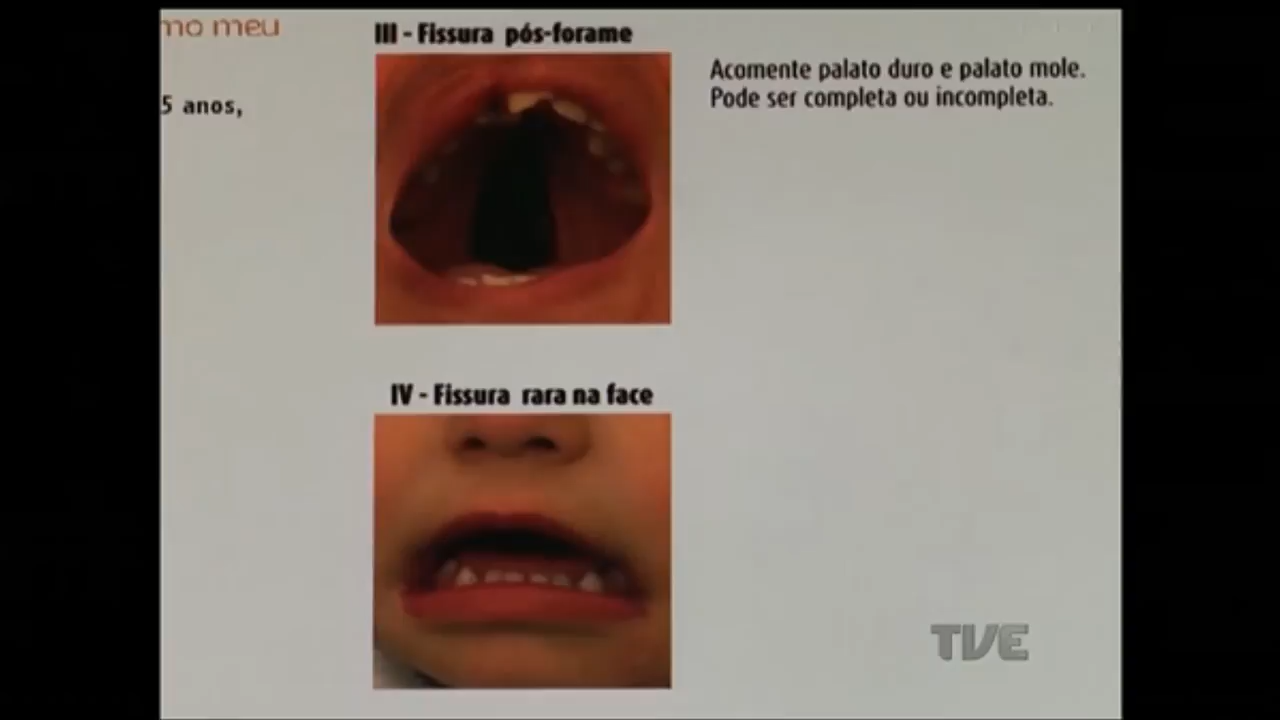 mo meu
5 anos,
III - Fissura pós-forame
Acomente palato duro e palato mole.
Pode ser completa ou incompleta.
IV - Fissura rara na face
TVE